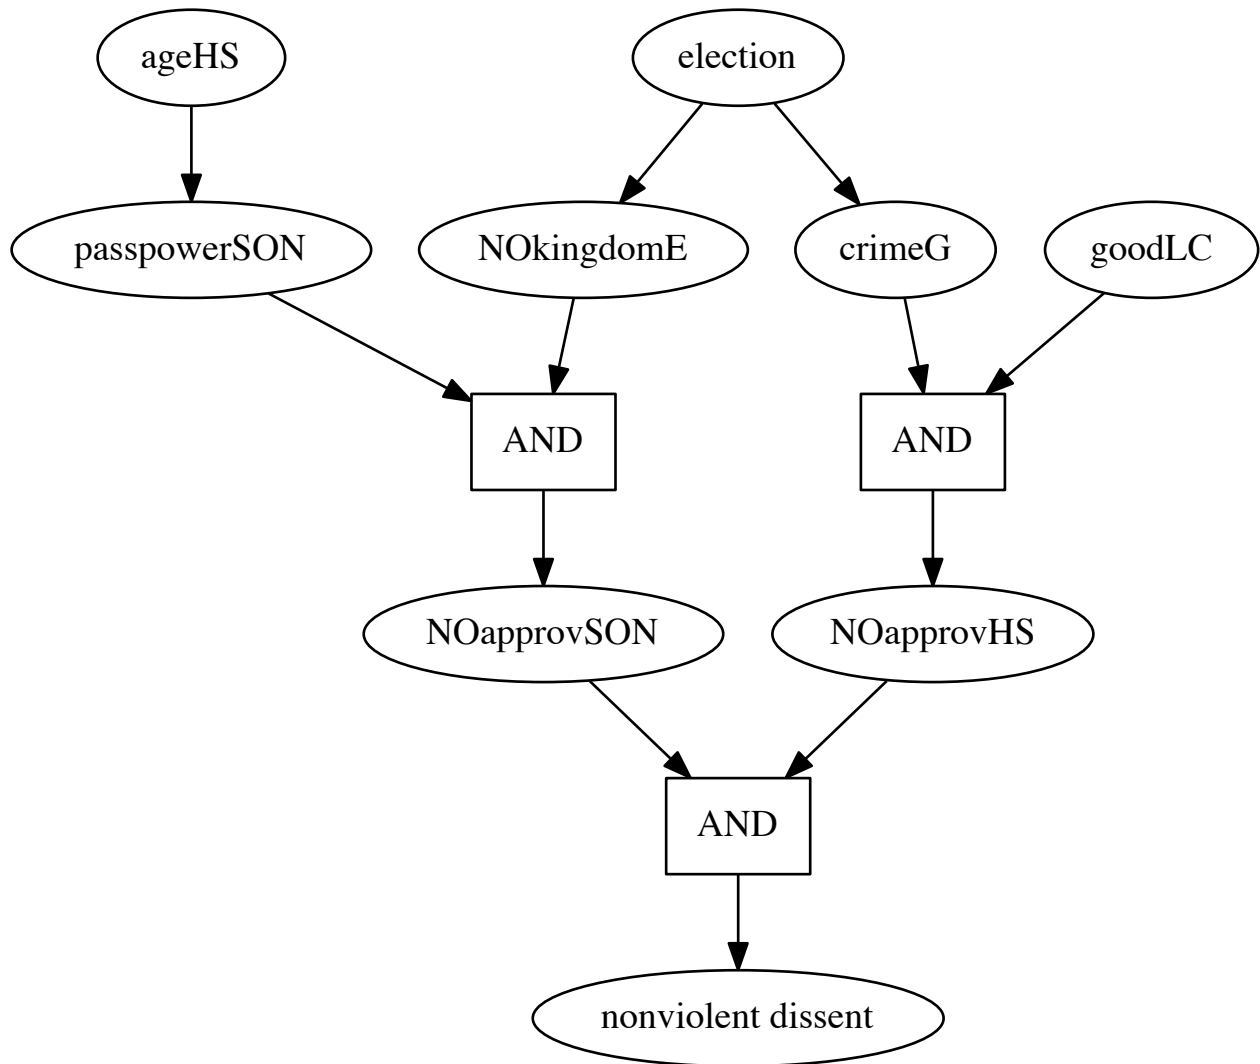 ageHS
election
passpowerSON
NOkingdomE
crimeG
goodLC
AND
AND
NOapprovSON
NOapprovHS
AND
nonviolent dissent